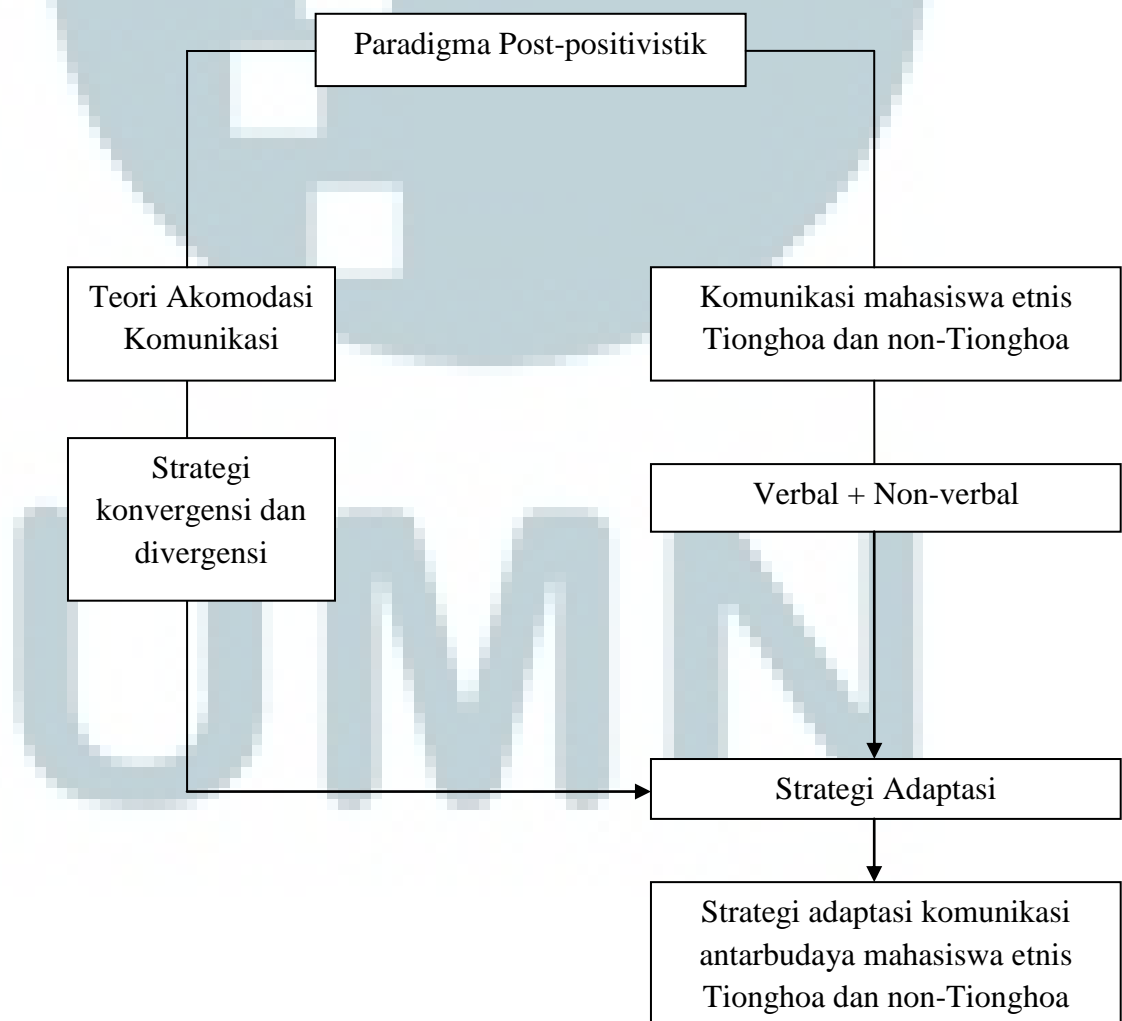 Paradigma Post-positivistik
Teori Akomodasi
Komunikasi
Komunikasi mahasiswa etnis
Tionghoa dan non-Tionghoa
Strategi
konvergensi dan
divergensi
Verbal + Non-verbal
UMN
Strategi Adaptasi
Strategi adaptasi komunikasi
antarbudaya mahasiswa etnis
Tionghoa dan non-Tionghoa